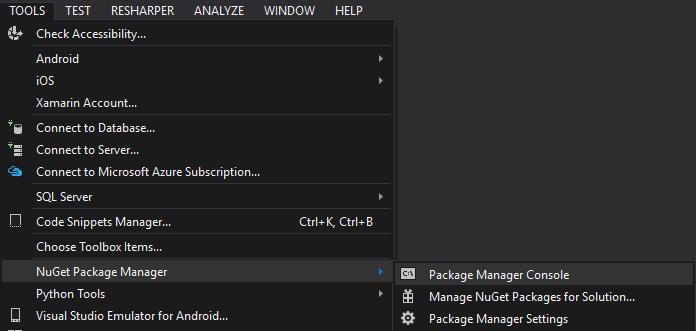 TOOLS TEST RESHARPER ANALYZE WINDOW HELP
Check Accessibility...
Android
iOS
Xamarin Account...
Connect to Database...
Connect to Server...
Connect to Microsoft Azure Subscription...
SQL Server
Code Snippets Manager... Ctrl+K, Ctrl+B
Choose Toolbox Items...
NuGet Package Manager
Python Tools
Visual Studio Emulator for Android...
C:\ Package Manager Console
Manage NuGet Packages for Solution...
Package Manager Settings